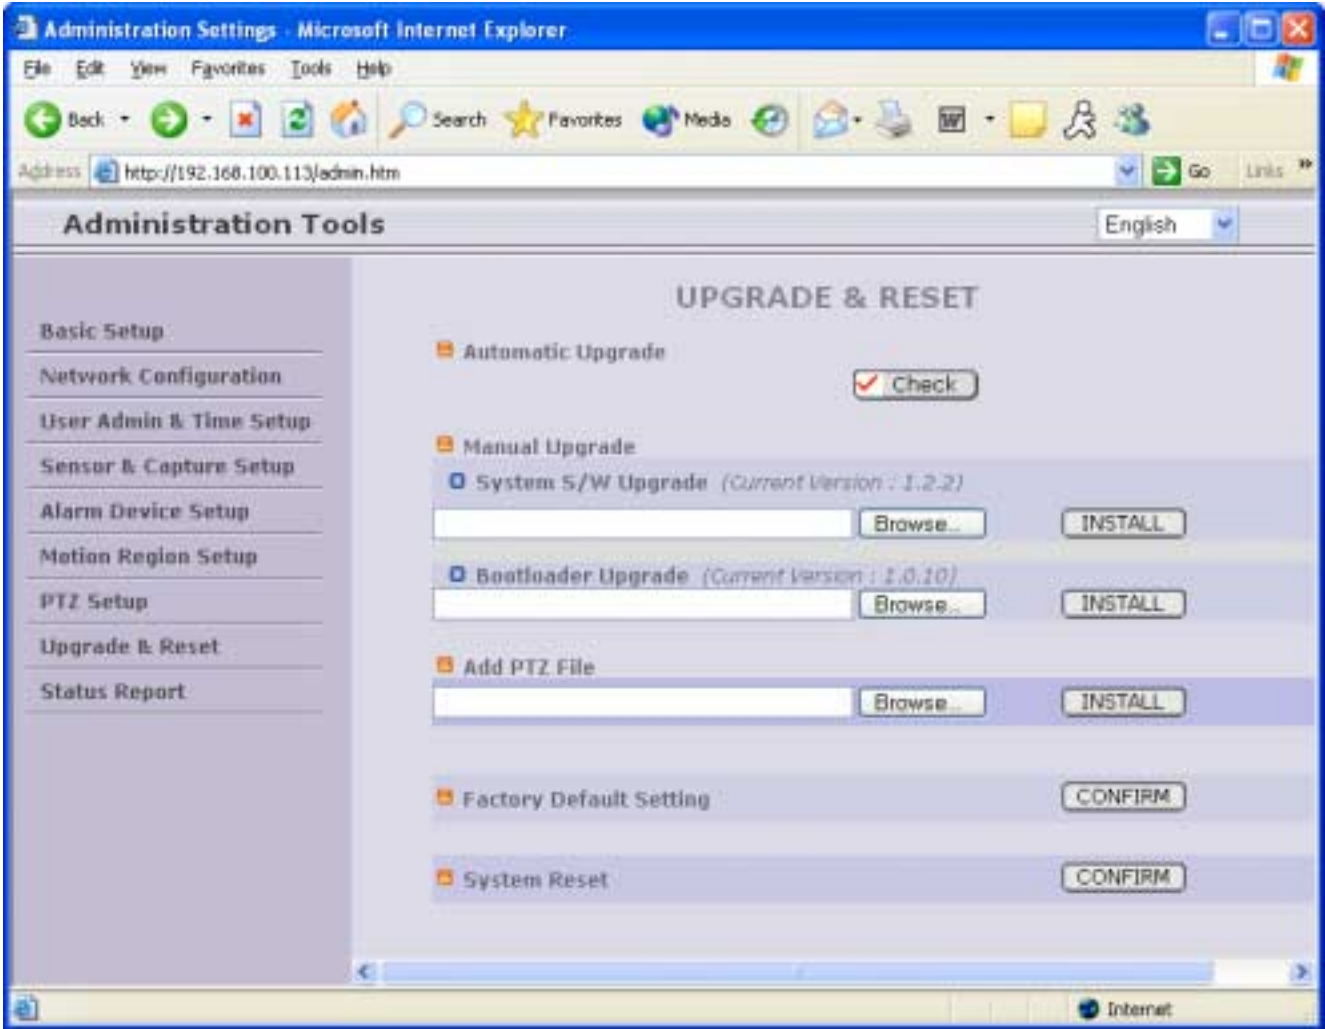 Administration Settings - Microsoft Internet Explorer
File Edit View Favorites Tools Help
Back Search Favorites Media
Address http://192.168.100.113/admin.htm Go Links »
Administration Tools English
UPGRADE & RESET
Basic Setup
Network Configuration
User Admin & Time Setup
Sensor & Capture Setup
Alarm Device Setup
Motion Region Setup
PTZ Setup
Upgrade & Reset
Status Report
Automatic Upgrade
Check
Manual Upgrade
System S/W Upgrade (Current Version : 1.2.2)
Browse... INSTALL
Bootloader Upgrade (Current Version : 1.0.10)
Browse... INSTALL
Add PTZ File
Browse... INSTALL
Factory Default Setting CONFIRM
System Reset CONFIRM
Internet